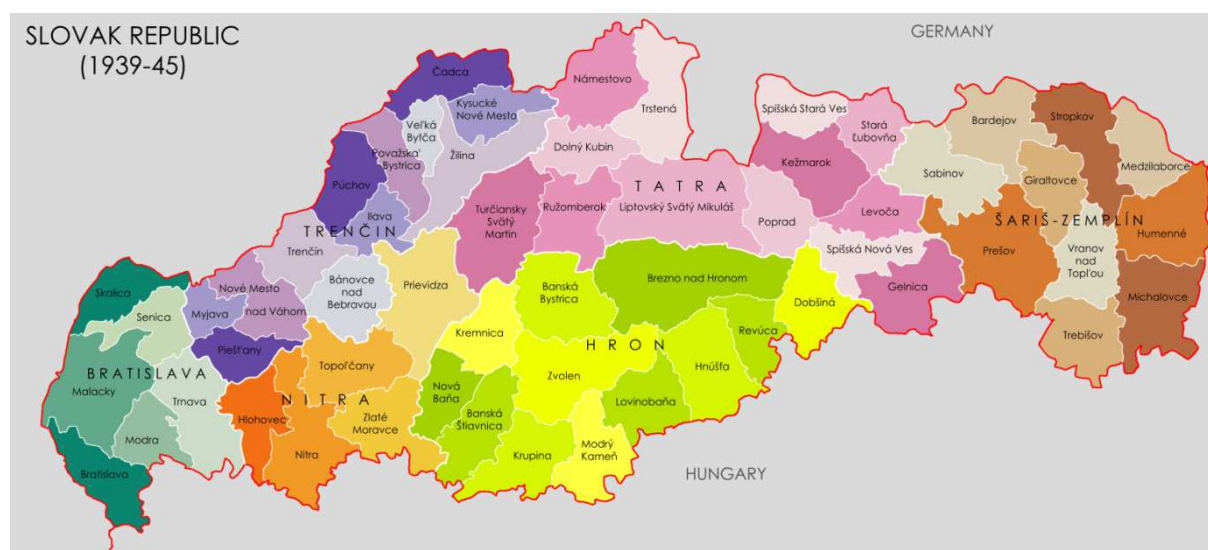 SLOVAK REPUBLIC
(1939-45)
GERMANY
HUNGARY
Čadca
Kysucké
Nové Mesto
Veľká
Bytča
Považská
Bystrica
Žilina
Púchov
Ilava
TRENČIN
Trenčín
Bánovce
nad
Bebravou
Nové Mesto
nad Váhom
Myjava
Piešťany
Námestovo
Trstená
Dolný Kubín
TATRA
Turčiansky
Svätý
Martin
Ružomberok
Liptovský Svätý Mikuláš
Poprad
Spišská Stará Ves
Stará
Ľubovňa
Kežmarok
Levoča
Spišská Nová Ves
Gelnica
Bardejov
Stropkov
Medzilaborce
Sabinov
Giraltovce
ŠARIŠ-ZEMPLÍN
Humenné
Prešov
Vranov
nad
Topľou
Michalovce
Trebišov
Skalica
Senica
BRATISLAVA
Malacky
Trnava
Modra
Bratislava
Prievidza
Topoľčany
NITRA
Hlohovec
Zlaté
Moravce
Nitra
Banská
Bystrica
Brezno nad Hronom
Dobšiná
Kremnica
HRON
Revúca
Zvolen
Hnúšťa
Nová
Baňa
Lovinobaňa
Banská
Štiavnica
Krupina
Modrý
Kameň